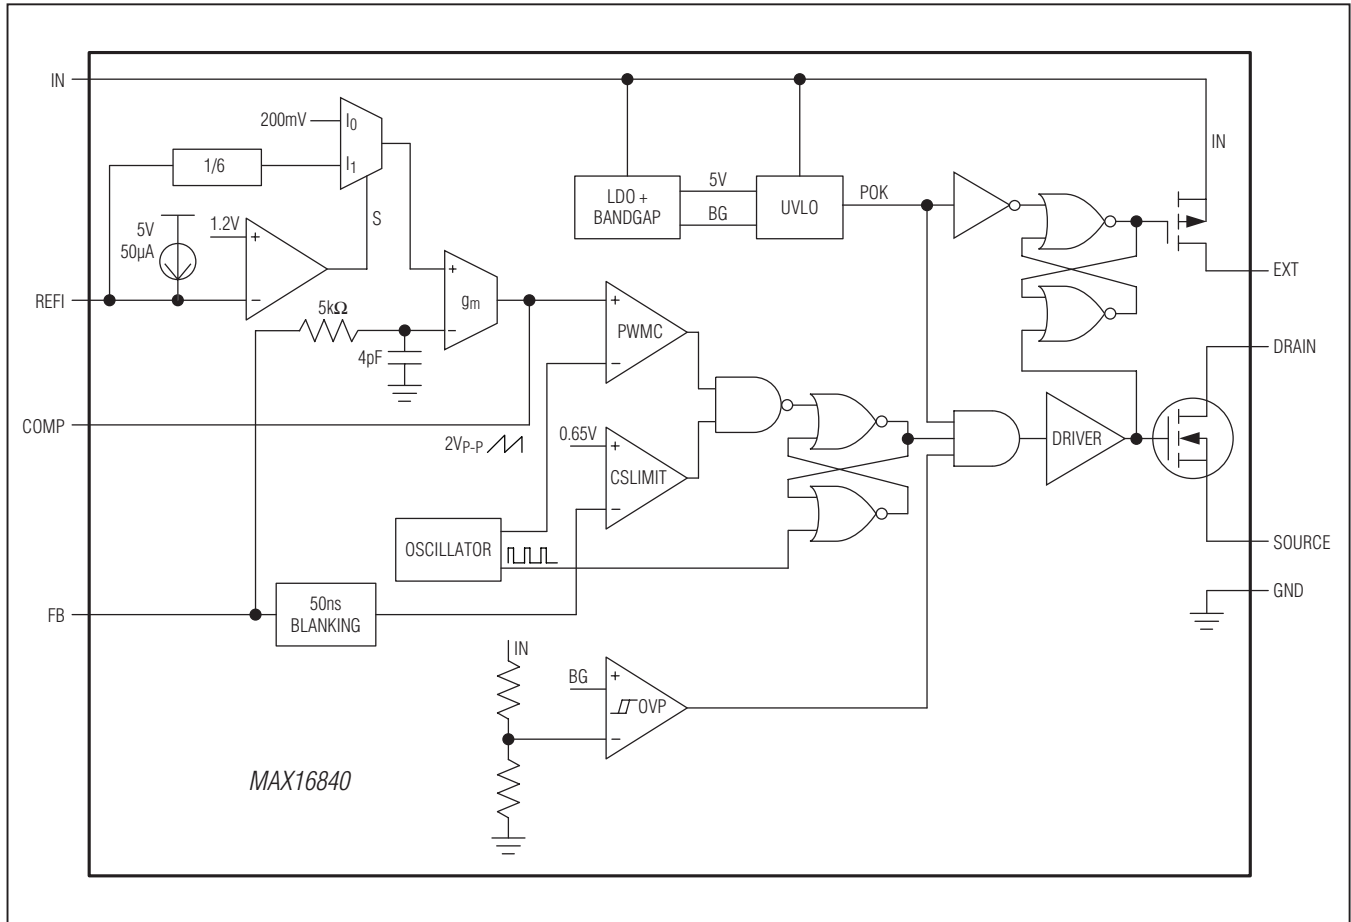 IN
200mV
I0
I1
1/6
IN
5V
50µA
1.2V
+
−
S
LDO +
BANDGAP
5V
BG
UVLO
POK
REFI
+
−
gm
5kΩ
4pF
EXT
+
−
PWMC
DRAIN
COMP
2VP-P
0.65V
+
−
CSLIMIT
DRIVER
OSCILLATOR
SOURCE
FB
50ns
BLANKING
GND
IN
BG
+
−
OVP
MAX16840